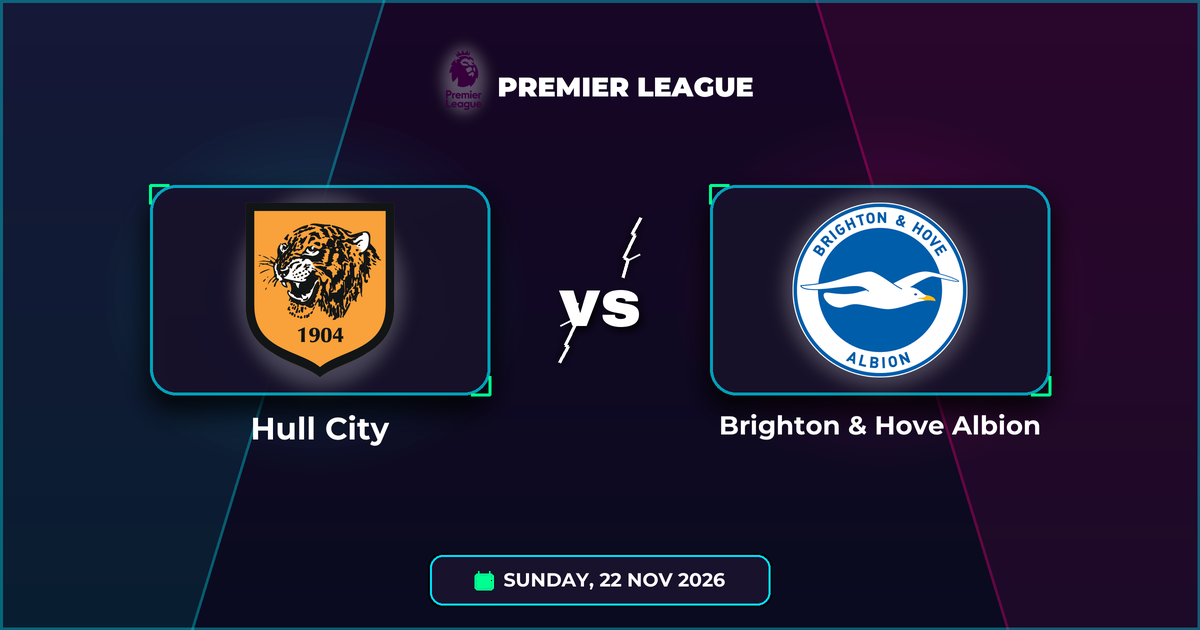 Premier
League
PREMIER LEAGUE
1904
BRIGHTON & HOVE
ALBION
VS
Hull City
Brighton & Hove Albion
SUNDAY, 22 NOV 2026